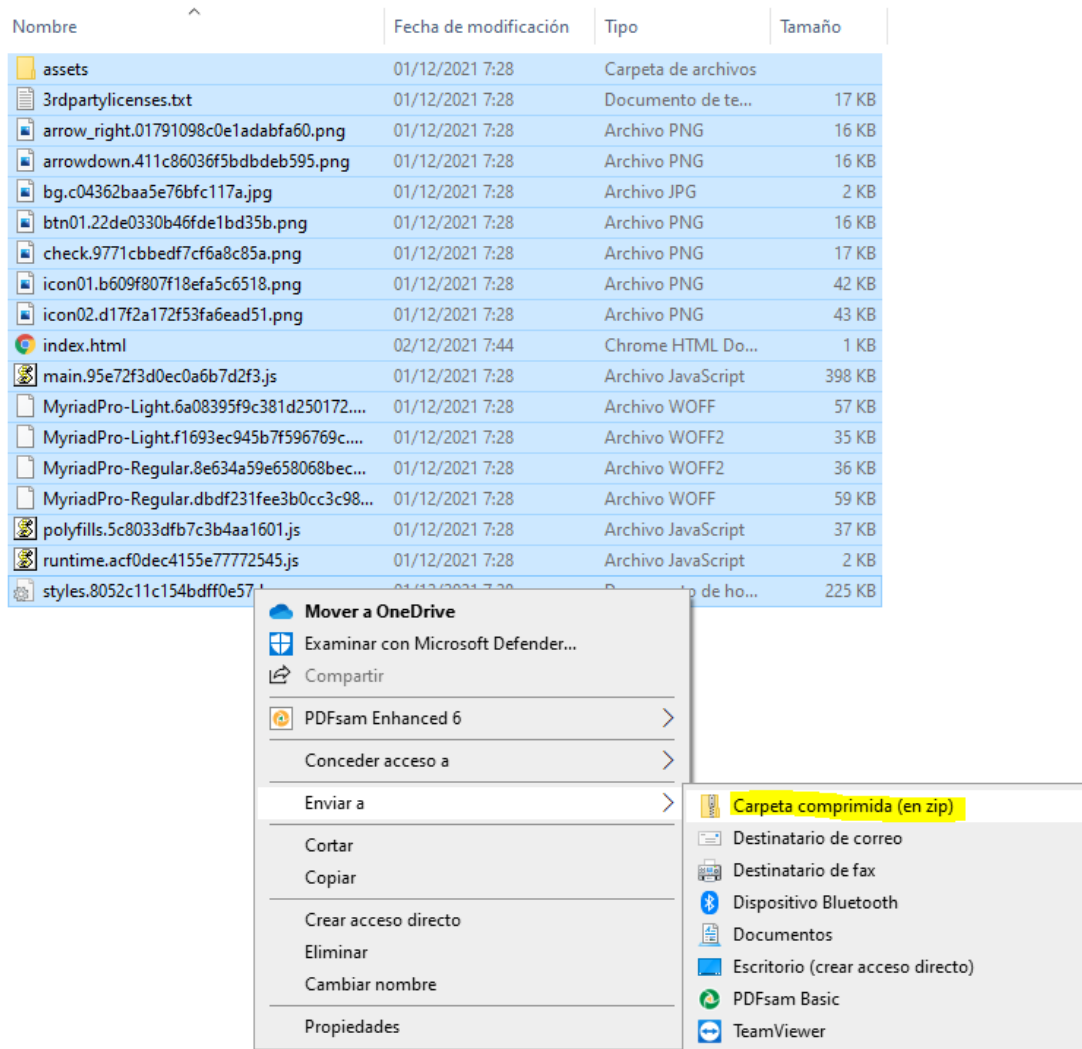 Nombre Fecha de modificación Tipo Tamaño
assets 01/12/2021 7:28 Carpeta de archivos
3rdpartylicenses.txt 01/12/2021 7:28 Documento de te... 17 KB
arrow_right.01791098c0e1adabfa60.png 01/12/2021 7:28 Archivo PNG 16 KB
arrowdown.411c86036f5bdbdeb595.png 01/12/2021 7:28 Archivo PNG 16 KB
bg.c04362baa5e76bfc117a.jpg 01/12/2021 7:28 Archivo JPG 2 KB
btn01.22de0330b46fde1bd35b.png 01/12/2021 7:28 Archivo PNG 16 KB
check.9771cbbedf7cf6a8c85a.png 01/12/2021 7:28 Archivo PNG 17 KB
icon01.b609f807f18efa5c6518.png 01/12/2021 7:28 Archivo PNG 42 KB
icon02.d17f2a172f53fa6ead51.png 01/12/2021 7:28 Archivo PNG 43 KB
index.html 02/12/2021 7:44 Chrome HTML Do... 1 KB
main.95e72f3d0ec0a6b7d2f3.js 01/12/2021 7:28 Archivo JavaScript 398 KB
MyriadPro-Light.6a08395f9c381d250172.... 01/12/2021 7:28 Archivo WOFF 57 KB
MyriadPro-Light.f1693ec945b7f596769c.... 01/12/2021 7:28 Archivo WOFF2 35 KB
MyriadPro-Regular.8e634a59e658068bec... 01/12/2021 7:28 Archivo WOFF2 36 KB
MyriadPro-Regular.dbdf231fee3b0cc3c98... 01/12/2021 7:28 Archivo WOFF 59 KB
polyfills.5c8033dfb7c3b4aa1601.js 01/12/2021 7:28 Archivo JavaScript 37 KB
runtime.acf0dec4155e77772545.js 01/12/2021 7:28 Archivo JavaScript 2 KB
styles.8052c11c154bdff0e57 de ho... 225 KB
Mover a OneDrive
Examinar con Microsoft Defender...
Compartir
PDFsam Enhanced 6
Conceder acceso a
Enviar a
Cortar
Copiar
Crear acceso directo
Eliminar
Cambiar nombre
Propiedades
Carpeta comprimida (en zip)
Destinatario de correo
Destinatario de fax
Dispositivo Bluetooth
Documentos
Escritorio (crear acceso directo)
PDFsam Basic
TeamViewer